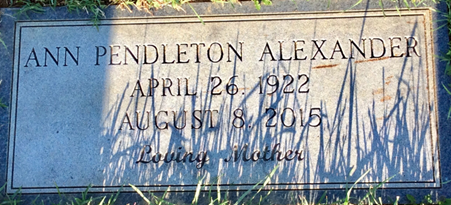 ANN PENDLETON ALEXANDER
APRIL 26, 1922
AUGUST 8, 2015
Loving Mother